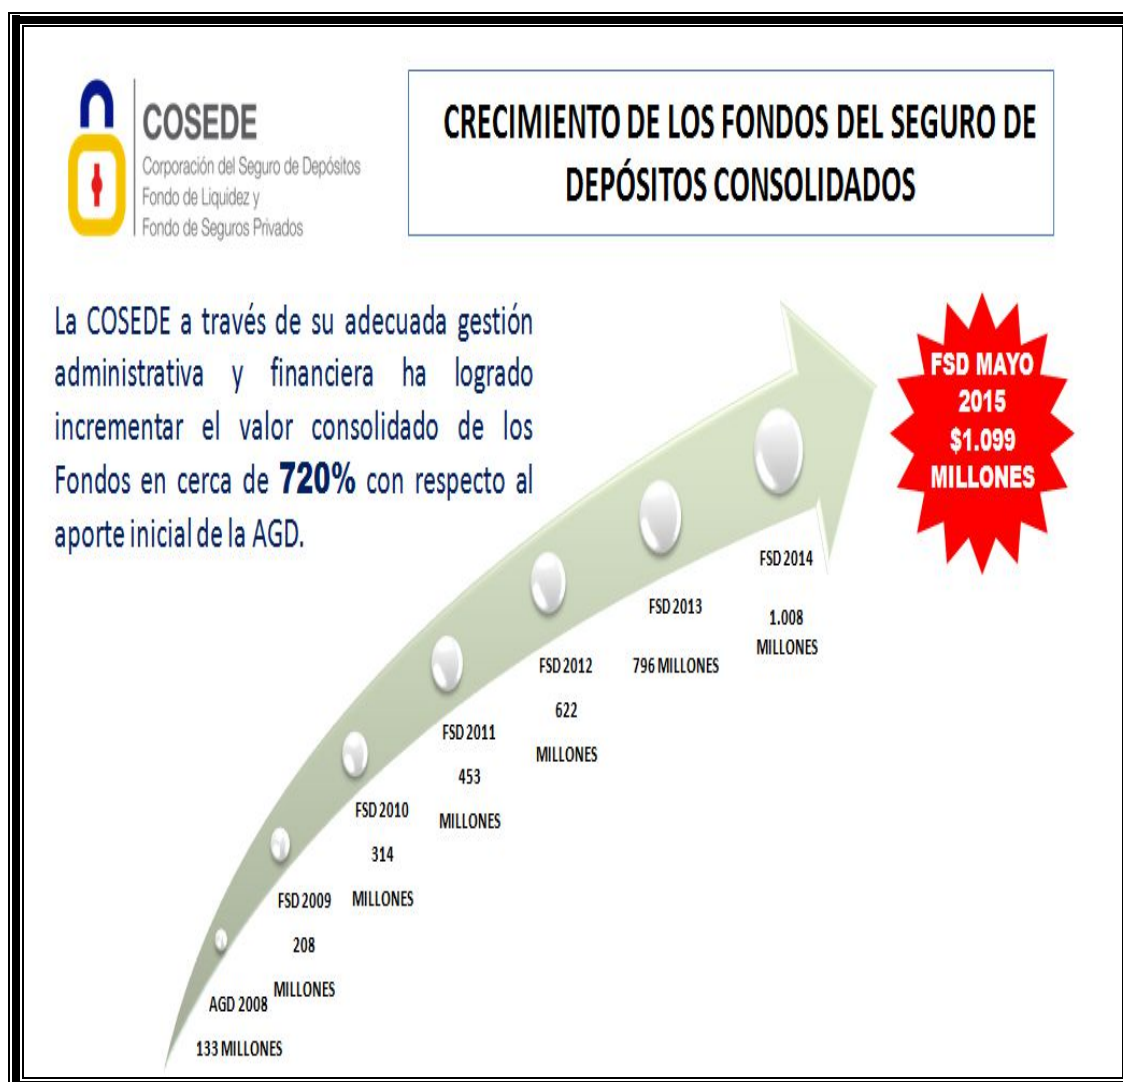 COSEDE
Corporación del Seguro de Depósitos
Fondo de Liquidez y
Fondo de Seguros Privados
CRECIMIENTO DE LOS FONDOS DEL SEGURO DE
DEPÓSITOS CONSOLIDADOS
La COSEDE a través de su adecuada gestión
administrativa y financiera ha logrado
incrementar el valor consolidado de los
Fondos en cerca de 720% con respecto al
aporte inicial de la AGD.
FSD MAYO
2015
$1.099
MILLONES
FSD 2014
1.008
MILLONES
FSD 2013
796 MILLONES
FSD 2012
622
MILLONES
FSD 2011
453
MILLONES
FSD 2010
314
MILLONES
FSD 2009
208
MILLONES
AGD 2008
133 MILLONES